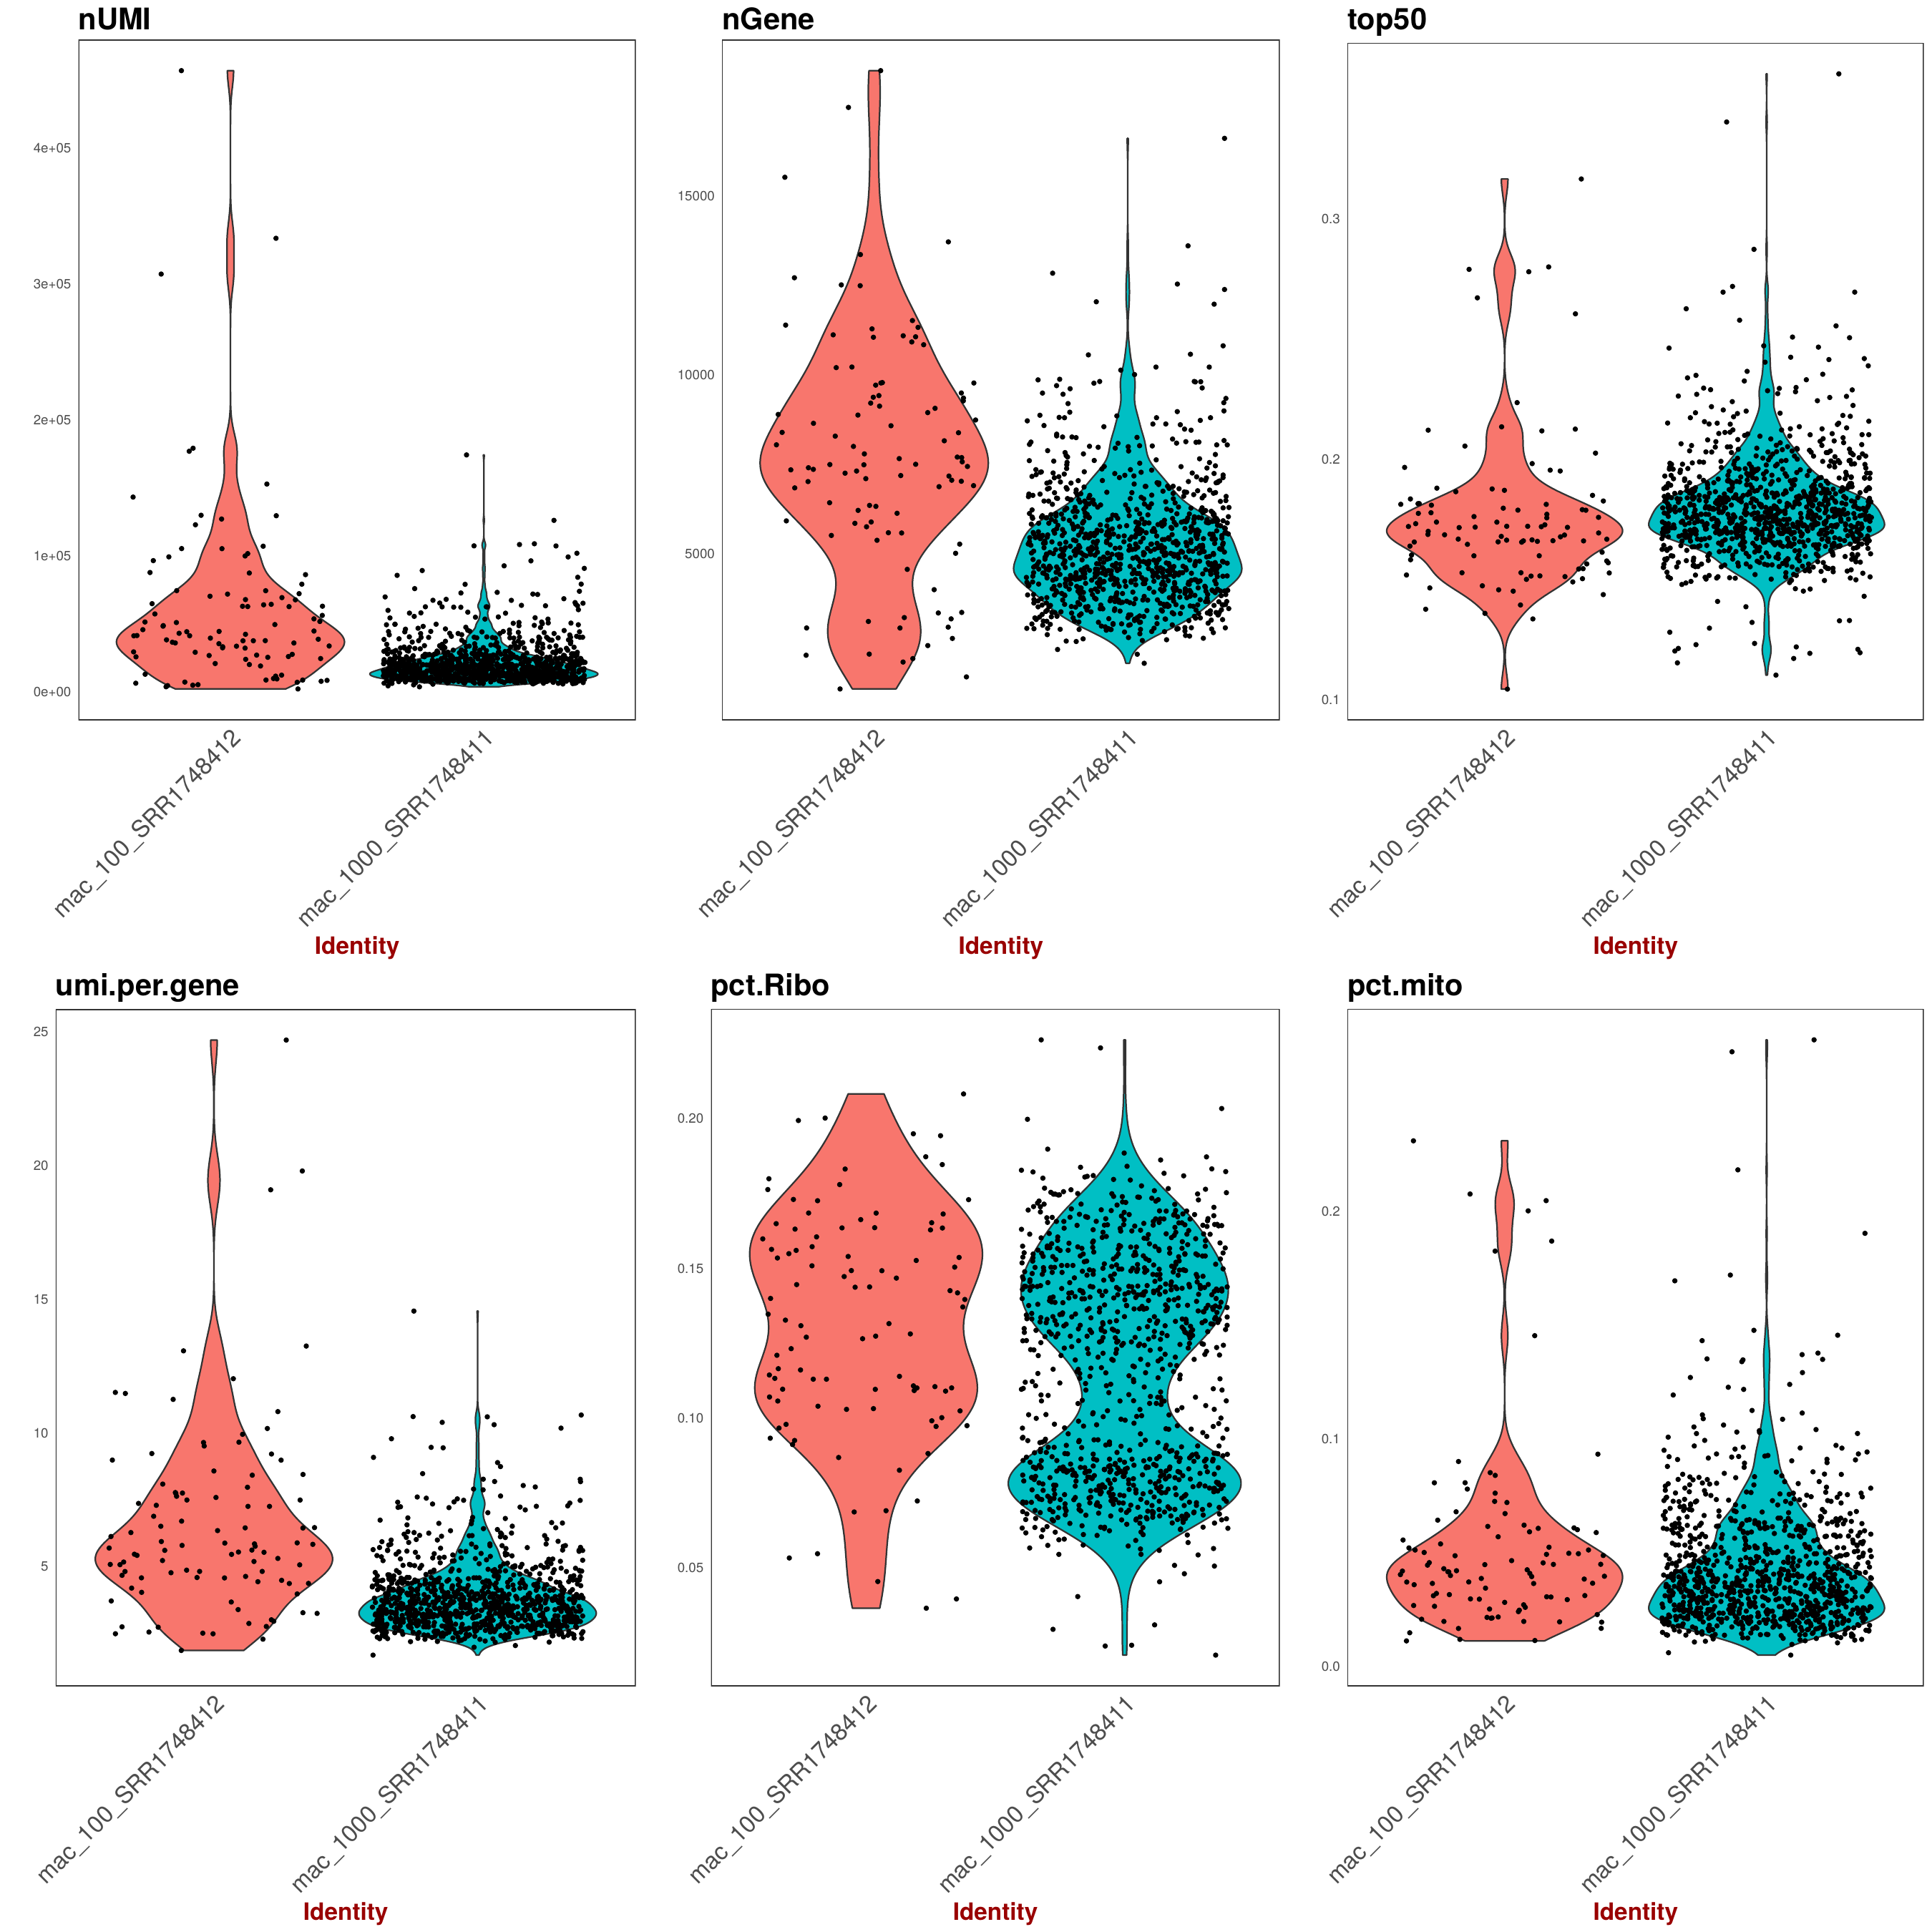 nUMI
4e+05
3e+05
2e+05
1e+05
0e+00
mac_100_SRR1748412
mac_1000_SRR1748411
Identity
nGene
15000
10000
5000
mac_100_SRR1748412
mac_1000_SRR1748411
Identity
top50
0.3
0.2
0.1
mac_100_SRR1748412
mac_1000_SRR1748411
Identity
umi.per.gene
25
20
15
10
5
mac_100_SRR1748412
mac_1000_SRR1748411
Identity
pct.Ribo
0.20
0.15
0.10
0.05
mac_100_SRR1748412
mac_1000_SRR1748411
Identity
pct.mito
0.2
0.1
0.0
mac_100_SRR1748412
mac_1000_SRR1748411
Identity